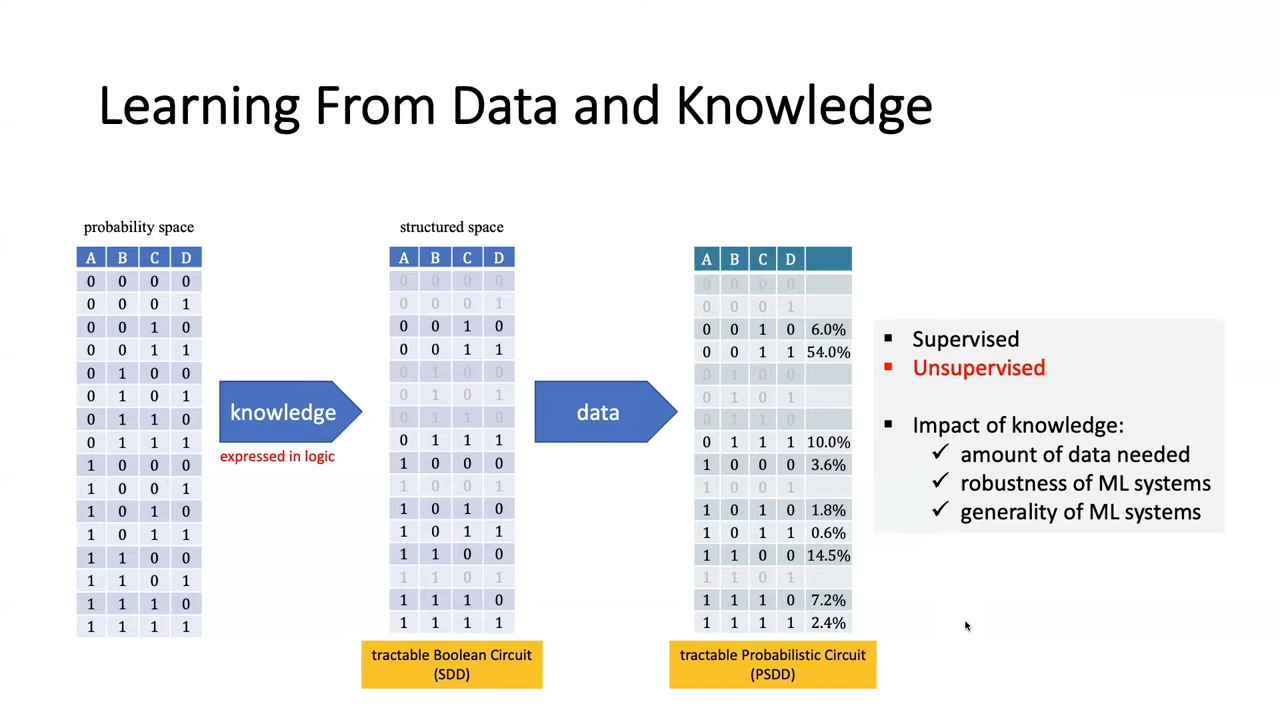 Learning From Data and Knowledge
probability space
A B C D
0 0 0 0
0 0 0 1
0 0 1 0
0 0 1 1
0 1 0 0
0 1 0 1
0 1 1 0
0 1 1 1
1 0 0 0
1 0 0 1
1 0 1 0
1 0 1 1
1 1 0 0
1 1 0 1
1 1 1 0
1 1 1 1
knowledge
expressed in logic
structured space
A B C D
0 0 0 0
0 0 0 1
0 0 1 0
0 0 1 1
0 1 0 0
0 1 0 1
0 1 1 0
0 1 1 1
1 0 0 0
1 0 0 1
1 0 1 0
1 0 1 1
1 1 0 0
1 1 0 1
1 1 1 0
1 1 1 1
tractable Boolean Circuit
(SDD)
data
A B C D
0 0 0 0
0 0 0 1
0 0 1 0 6.0%
0 0 1 1 54.0%
0 1 0 0
0 1 0 1
0 1 1 0
0 1 1 1 10.0%
1 0 0 0 3.6%
1 0 0 1
1 0 1 0 1.8%
1 0 1 1 0.6%
1 1 0 0 14.5%
1 1 0 1
1 1 1 0 7.2%
1 1 1 1 2.4%
tractable Probabilistic Circuit
(PSDD)
▪ Supervised
▪ Unsupervised
▪ Impact of knowledge:
✓ amount of data needed
✓ robustness of ML systems
✓ generality of ML systems